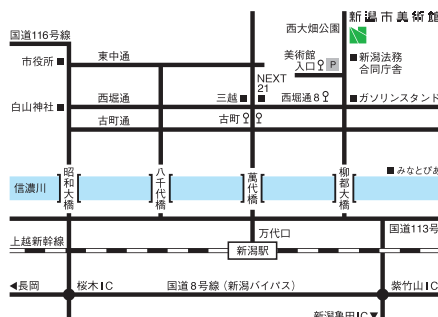 新潟市美術館
西大畑公園
国道116号線
美術館
入口
P
新潟法務
合同庁舎
市役所
東中通
NEXT
21
白山神社
西堀通
三越
西堀通8
ガソリンスタンド
古町通
古町
昭和大橋
八千代橋
萬代橋
柳都大橋
みなとぴあ
信濃川
万代口
国道113号
上越新幹線
新潟駅
◀長岡
桜木IC
国道8号線(新潟バイパス)
紫竹山IC
新潟亀田IC▼